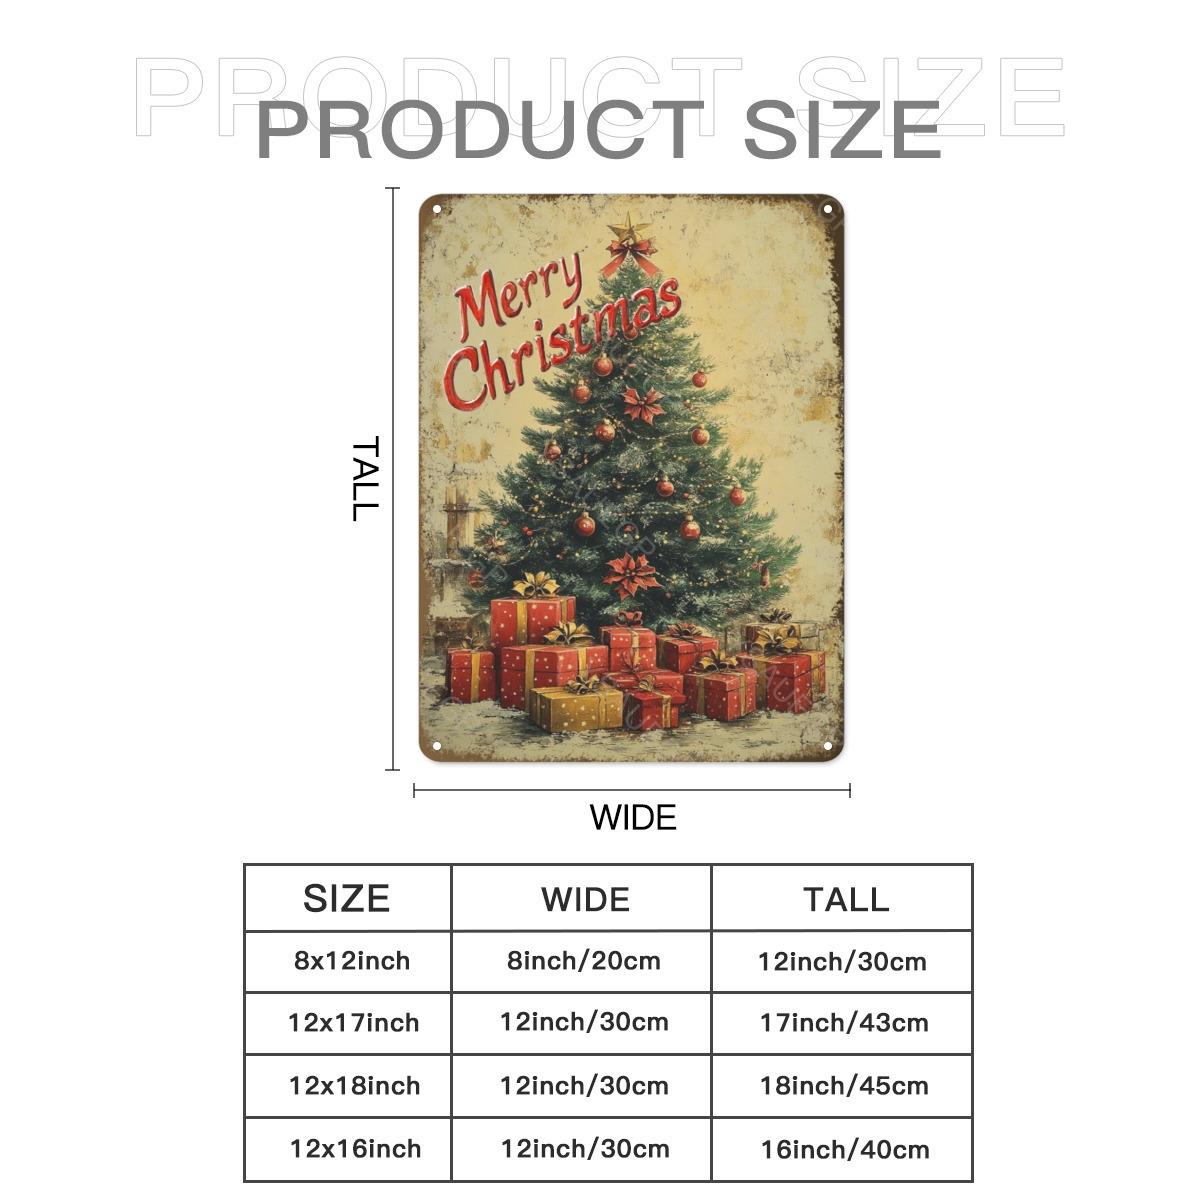 PRODUCT SIZE
PRODUCT SIZE
Merry
Christmas
TALL
WIDE
SIZE WIDE TALL
8x12inch 8inch/20cm 12inch/30cm
12x17inch 12inch/30cm 17inch/43cm
12x18inch 12inch/30cm 18inch/45cm
12x16inch 12inch/30cm 16inch/40cm